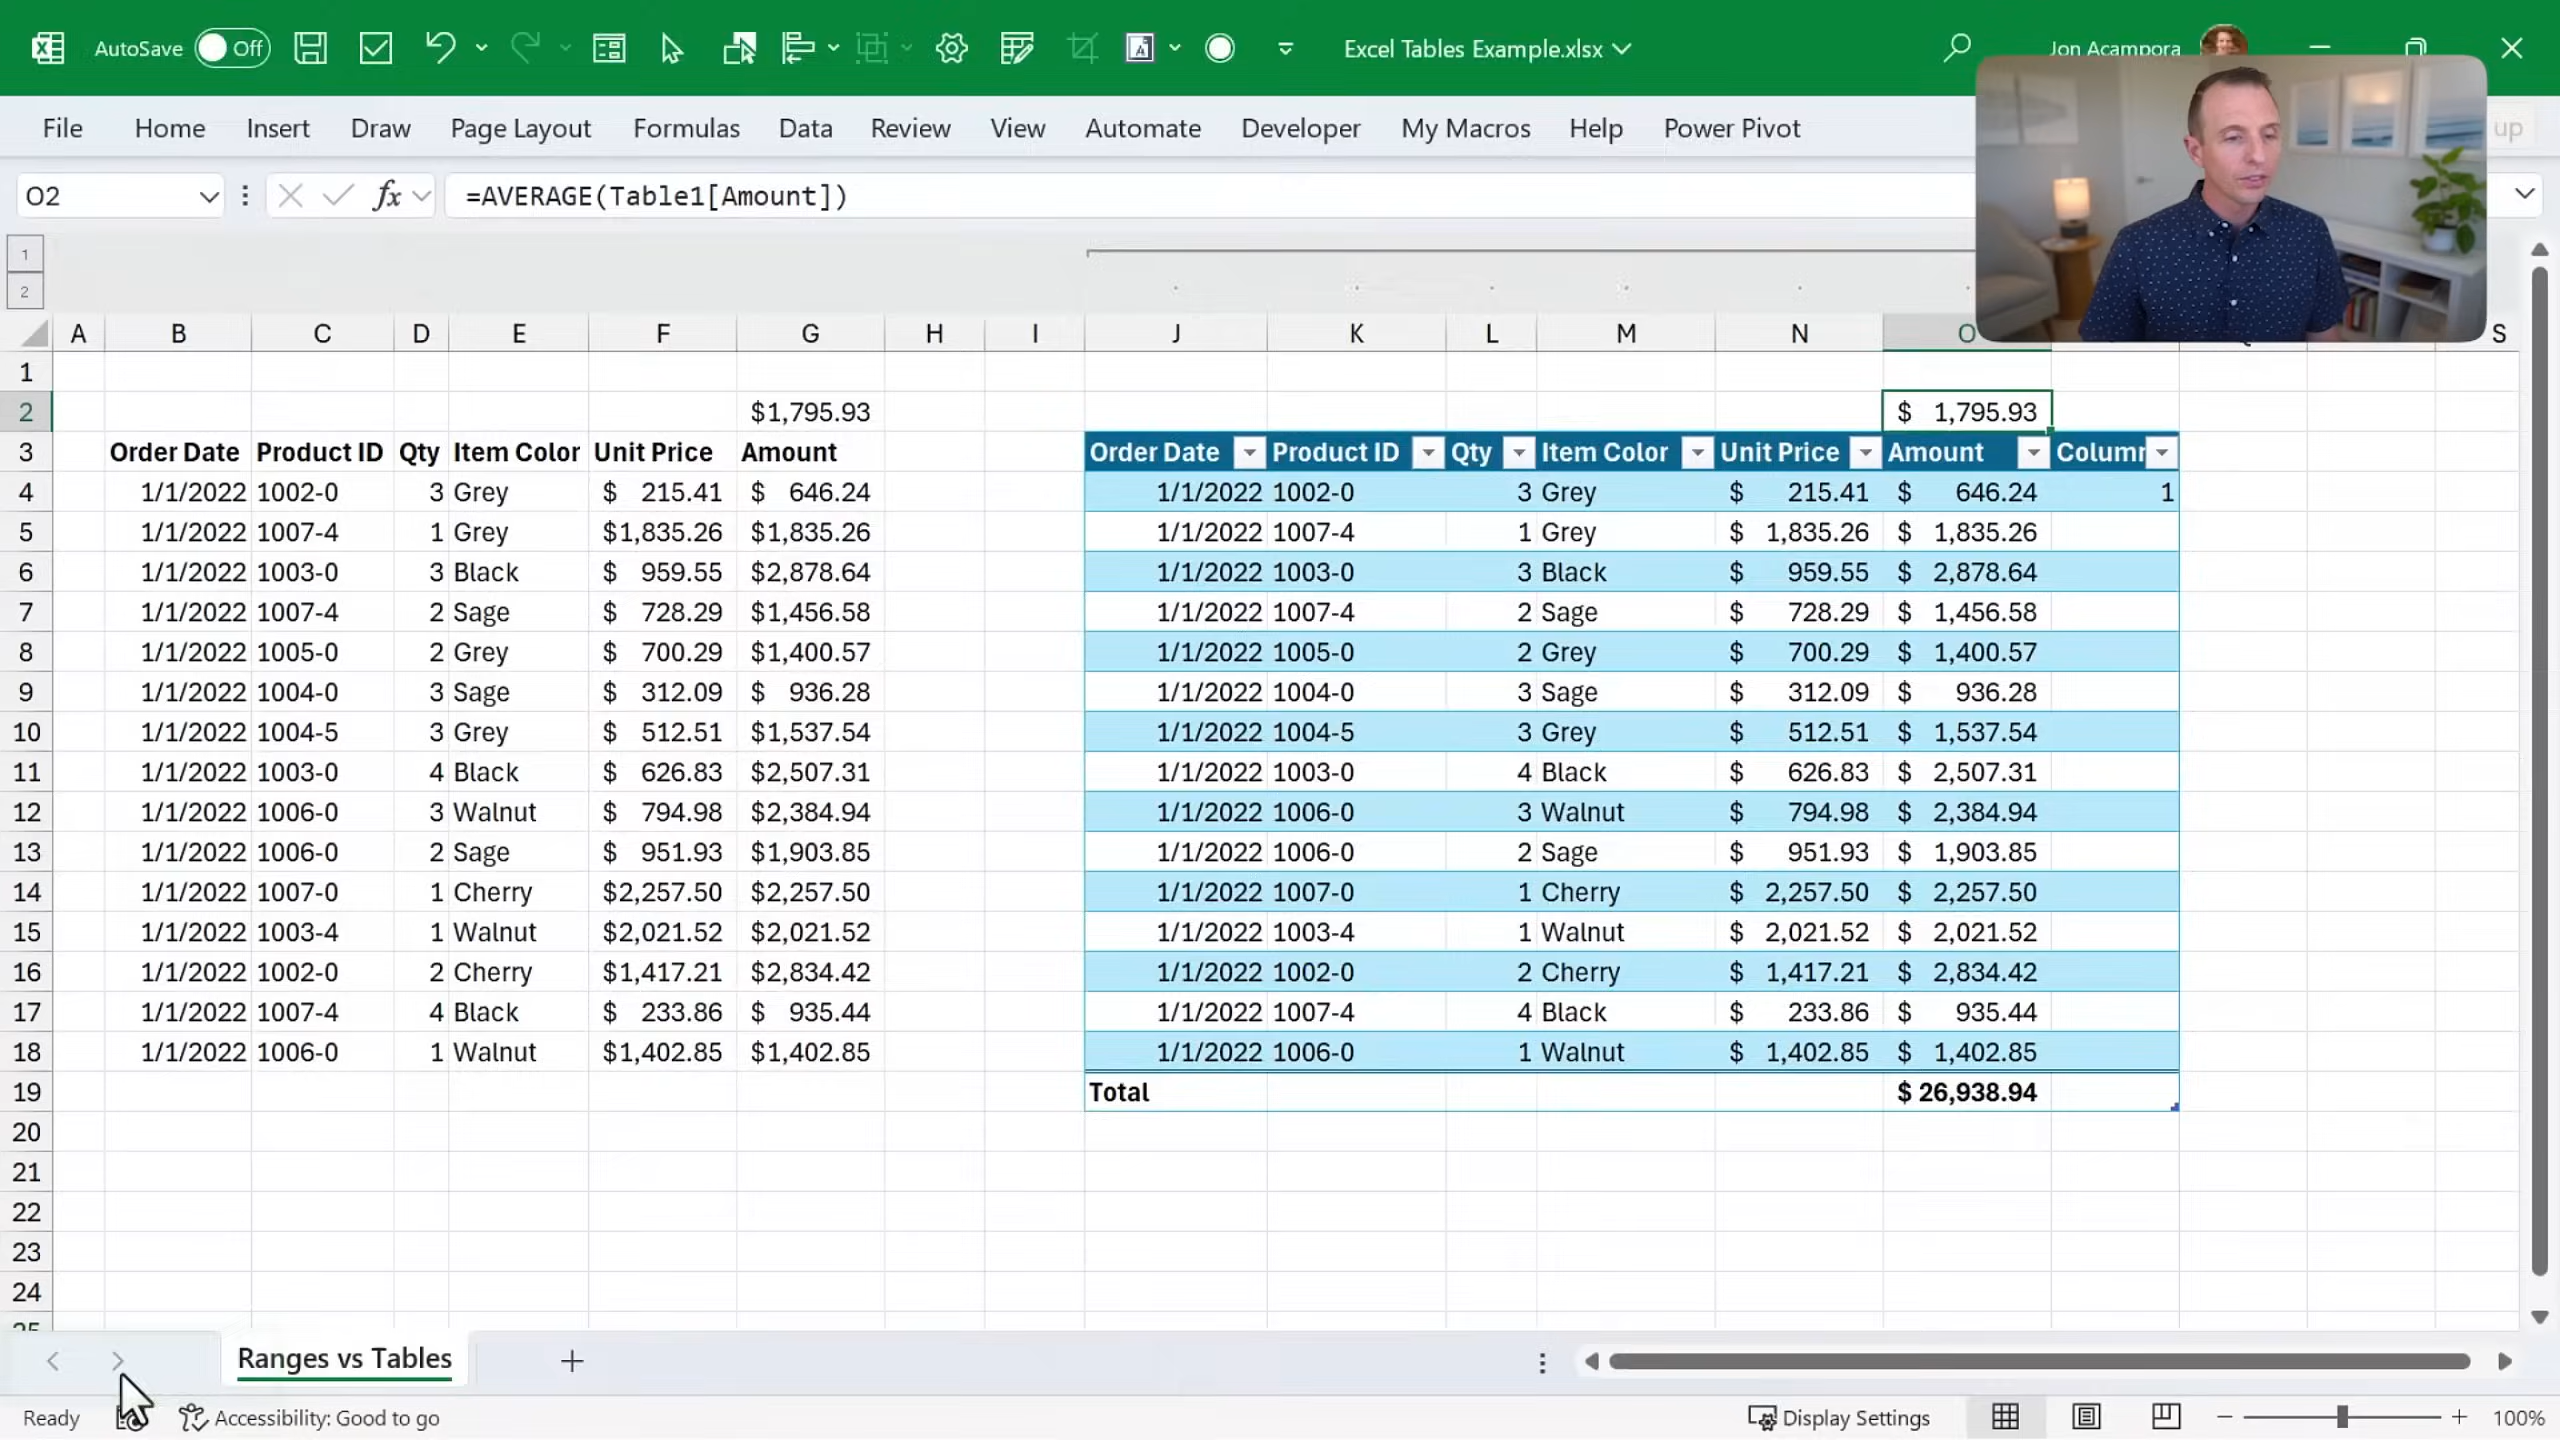 AutoSave Off Excel Tables Example.xlsx Jon Acampora
File Home Insert Draw Page Layout Formulas Data Review View Automate Developer My Macros Help Power Pivot up
O2 fx =AVERAGE(Table1[Amount])
1
2
A B C D E F G H I J K L M N O S
1
2 $1,795.93 $ 1,795.93
3 Order Date Product ID Qty Item Color Unit Price Amount Order Date Product ID Qty Item Color Unit Price Amount Column
4 1/1/2022 1002-0 3 Grey $ 215.41 $ 646.24 1/1/2022 1002-0 3 Grey $ 215.41 $ 646.24 1
5 1/1/2022 1007-4 1 Grey $1,835.26 $1,835.26 1/1/2022 1007-4 1 Grey $ 1,835.26 $ 1,835.26
6 1/1/2022 1003-0 3 Black $ 959.55 $2,878.64 1/1/2022 1003-0 3 Black $ 959.55 $ 2,878.64
7 1/1/2022 1007-4 2 Sage $ 728.29 $1,456.58 1/1/2022 1007-4 2 Sage $ 728.29 $ 1,456.58
8 1/1/2022 1005-0 2 Grey $ 700.29 $1,400.57 1/1/2022 1005-0 2 Grey $ 700.29 $ 1,400.57
9 1/1/2022 1004-0 3 Sage $ 312.09 $ 936.28 1/1/2022 1004-0 3 Sage $ 312.09 $ 936.28
10 1/1/2022 1004-5 3 Grey $ 512.51 $1,537.54 1/1/2022 1004-5 3 Grey $ 512.51 $ 1,537.54
11 1/1/2022 1003-0 4 Black $ 626.83 $2,507.31 1/1/2022 1003-0 4 Black $ 626.83 $ 2,507.31
12 1/1/2022 1006-0 3 Walnut $ 794.98 $2,384.94 1/1/2022 1006-0 3 Walnut $ 794.98 $ 2,384.94
13 1/1/2022 1006-0 2 Sage $ 951.93 $1,903.85 1/1/2022 1006-0 2 Sage $ 951.93 $ 1,903.85
14 1/1/2022 1007-0 1 Cherry $2,257.50 $2,257.50 1/1/2022 1007-0 1 Cherry $ 2,257.50 $ 2,257.50
15 1/1/2022 1003-4 1 Walnut $2,021.52 $2,021.52 1/1/2022 1003-4 1 Walnut $ 2,021.52 $ 2,021.52
16 1/1/2022 1002-0 2 Cherry $1,417.21 $2,834.42 1/1/2022 1002-0 2 Cherry $ 1,417.21 $ 2,834.42
17 1/1/2022 1007-4 4 Black $ 233.86 $ 935.44 1/1/2022 1007-4 4 Black $ 233.86 $ 935.44
18 1/1/2022 1006-0 1 Walnut $1,402.85 $1,402.85 1/1/2022 1006-0 1 Walnut $ 1,402.85 $ 1,402.85
19 Total $ 26,938.94
20
21
22
23
24
25
Ranges vs Tables
Ready Accessibility: Good to go Display Settings 100%